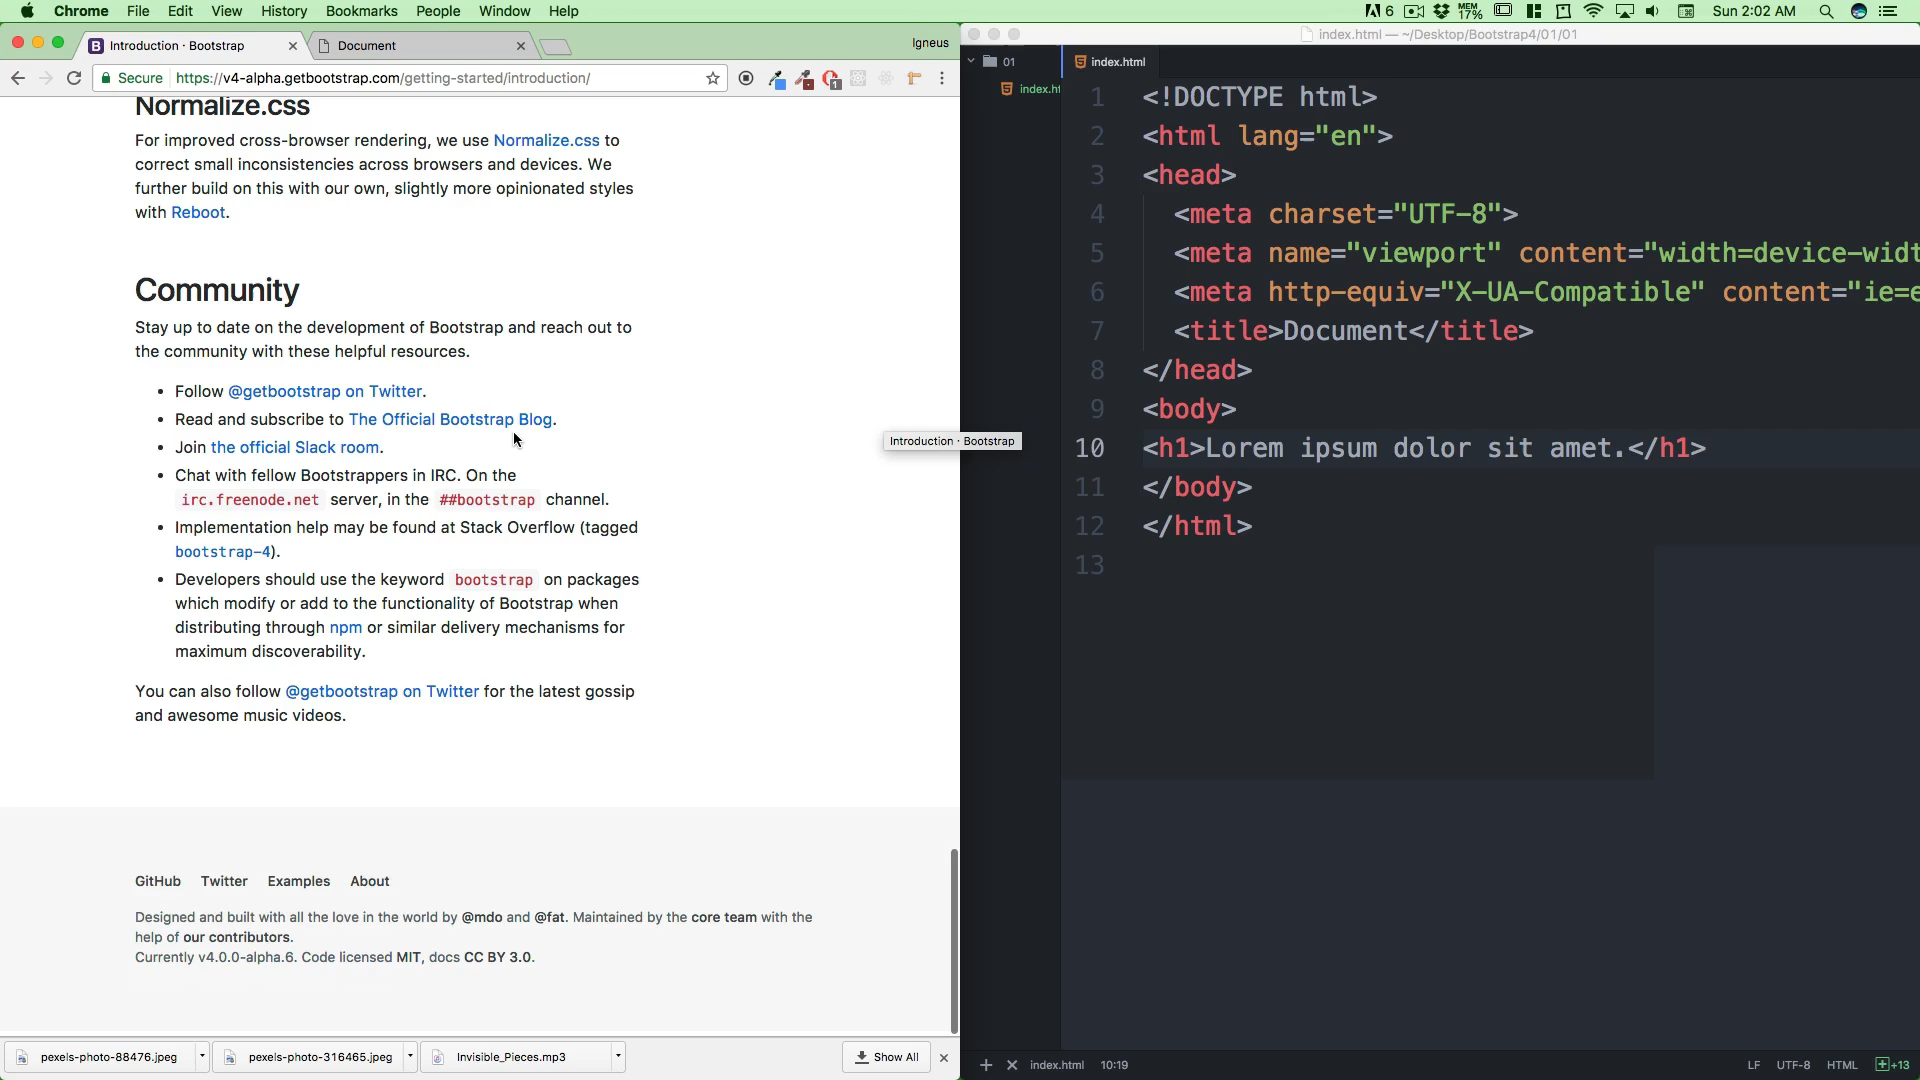 Chrome File Edit View History Bookmarks People Window Help
6 MEM 17% Sun 2:02 AM
Introduction · Bootstrap
Document
Igneus
Secure https://v4-alpha.getbootstrap.com/getting-started/introduction/
1
Normalize.css
For improved cross-browser rendering, we use Normalize.css to
correct small inconsistencies across browsers and devices. We
further build on this with our own, slightly more opinionated styles
with Reboot.
Community
Stay up to date on the development of Bootstrap and reach out to
the community with these helpful resources.
• Follow @getbootstrap on Twitter.
• Read and subscribe to The Official Bootstrap Blog.
• Join the official Slack room.
• Chat with fellow Bootstrappers in IRC. On the
irc.freenode.net server, in the ##bootstrap channel.
• Implementation help may be found at Stack Overflow (tagged
bootstrap-4).
• Developers should use the keyword bootstrap on packages
which modify or add to the functionality of Bootstrap when
distributing through npm or similar delivery mechanisms for
maximum discoverability.
You can also follow @getbootstrap on Twitter for the latest gossip
and awesome music videos.
GitHub Twitter Examples About
Designed and built with all the love in the world by @mdo and @fat. Maintained by the core team with the
help of our contributors.
Currently v4.0.0-alpha.6. Code licensed MIT, docs CC BY 3.0.
pexels-photo-88476.jpeg
pexels-photo-316465.jpeg
Invisible_Pieces.mp3
Show All
Introduction · Bootstrap
index.html — ~/Desktop/Bootstrap4/01/01
01
index.ht
index.html
1 <!DOCTYPE html>
2 <html lang="en">
3 <head>
4 <meta charset="UTF-8">
5 <meta name="viewport" content="width=device-widt
6 <meta http-equiv="X-UA-Compatible" content="ie=e
7 <title>Document</title>
8 </head>
9 <body>
10 <h1>Lorem ipsum dolor sit amet.</h1>
11 </body>
12 </html>
13
index.html 10:19
LF UTF-8 HTML +13